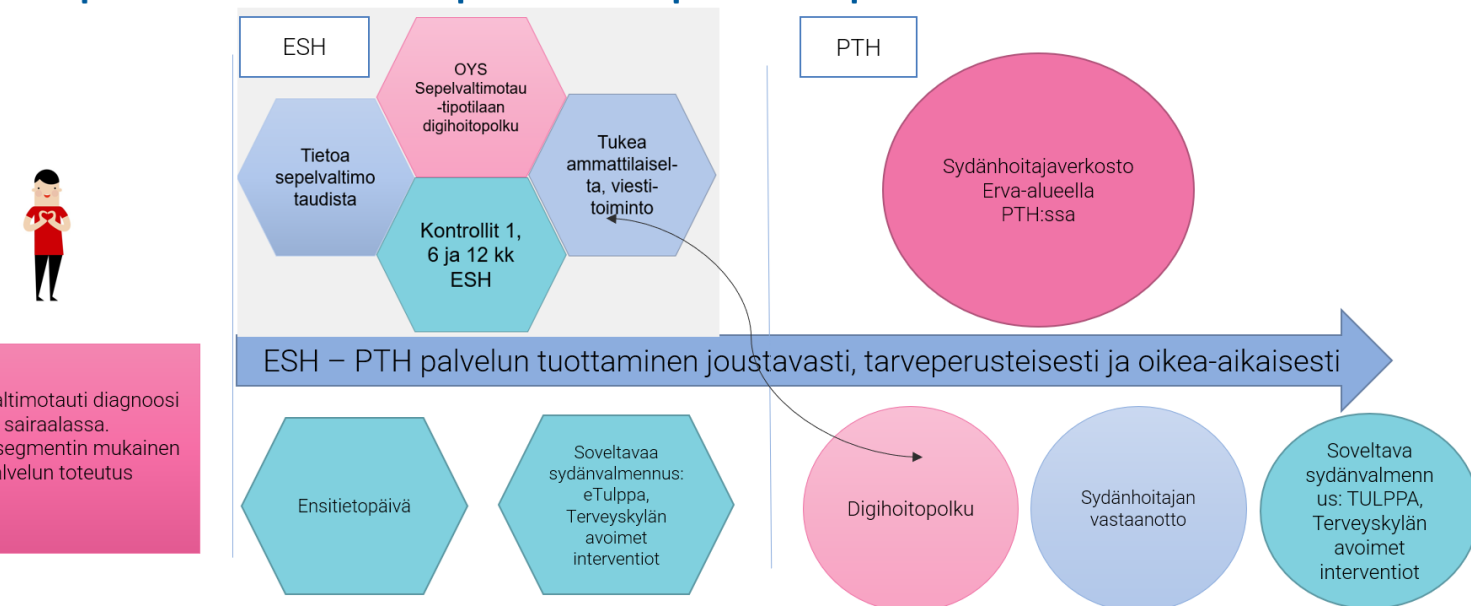 ESH
OYS
Sepelvaltimotau
-tipotilaan
digihoitopolku
Tietoa
sepelvaltimo
taudista
Tukea
ammattilaisel-
ta, viesti-
toiminto
Kontrollit 1,
6 ja 12 kk
ESH
PTH
Sydänhoitajaverkosto
Erva-alueella
PTH:ssa
ESH – PTH palvelun tuottaminen joustavasti, tarveperusteisesti ja oikea-aikaisesti
altimotauti diagnoosi
sairaalassa.
segmentin mukainen
lvelun toteutus
Ensitietopäivä
Soveltavaa
sydänvalmennus:
eTulppa,
Terveyskylän
avoimet
interventiot
Digihoitopolku
Sydänhoitajan
vastaanotto
Soveltava
sydänvalmenn
us: TULPPA,
Terveyskylän
avoimet
interventiot